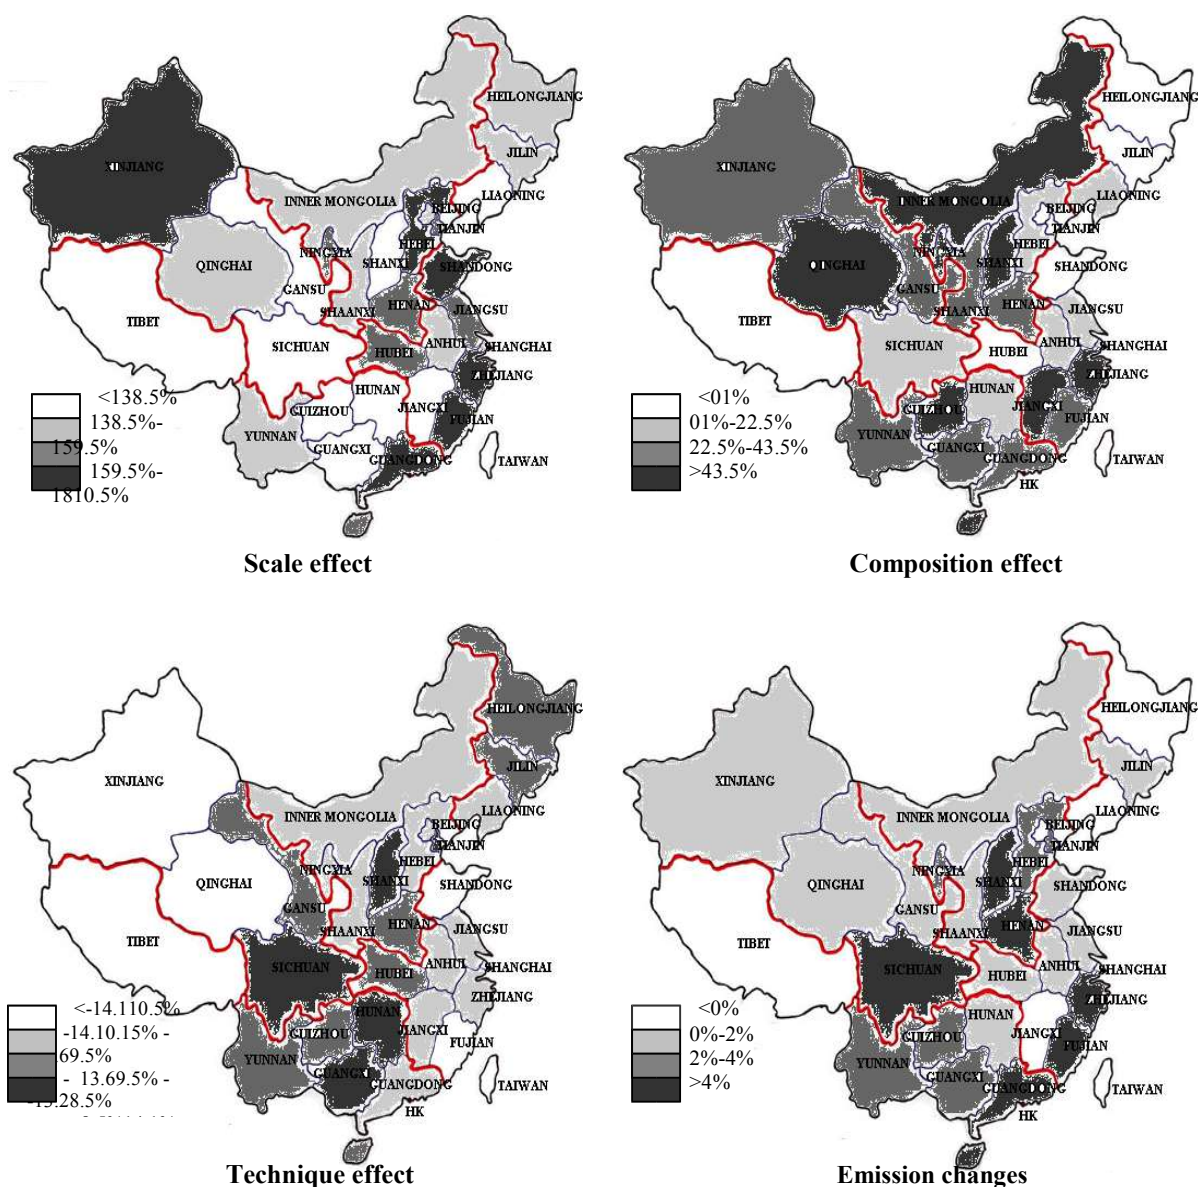 HEILONGJIANG
JILIN
XINJIANG
LIAONING
INNER MONGOLIA
BEIJING
TIANJIN
HEBEI
NINGXIA
SHANXI
QINGHAI
SHANDONG
GANSU
HENAN
TIBET
SHAANXI
JIANGSU
SICHUAN
ANHUI
SHANGHAI
HUBEI
ZHEJIANG
HUNAN
<138.5%
GUIZHOU
JIANGXI
138.5%-
FUJIAN
YUNNAN
159.5%
GUANGXI
GUANGDONG
TAIWAN
159.5%-
1810.5%
Scale effect
HEILONGJIANG
JILIN
XINJIANG
LIAONING
INNER MONGOLIA
BEIJING
TIANJIN
HEBEI
NINGXIA
SHANXI
QINGHAI
SHANDONG
GANSU
HENAN
TIBET
SHAANXI
JIANGSU
SICHUAN
ANHUI
SHANGHAI
HUBEI
ZHEJIANG
HUNAN
<01%
GUIZHOU
JIANGXI
01%-22.5%
FUJIAN
YUNNAN
22.5%-43.5%
GUANGXI
GUANGDONG
TAIWAN
>43.5%
HK
Composition effect
HEILONGJIANG
JILIN
XINJIANG
LIAONING
INNER MONGOLIA
BEIJING
TIANJIN
HEBEI
NINGXIA
SHANXI
QINGHAI
SHANDONG
GANSU
HENAN
TIBET
SHAANXI
JIANGSU
SICHUAN
ANHUI
SHANGHAI
HUBEI
ZHEJIANG
HUNAN
<-14.110.5%
GUIZHOU
JIANGXI
-14.10.15% -
FUJIAN
YUNNAN
69.5%
GUANGXI
GUANGDONG
TAIWAN
- 13.69.5% -
28.5%
HK
Technique effect
HEILONGJIANG
JILIN
XINJIANG
LIAONING
INNER MONGOLIA
BEIJING
TIANJIN
HEBEI
NINGXIA
SHANXI
QINGHAI
SHANDONG
GANSU
HENAN
TIBET
SHAANXI
JIANGSU
SICHUAN
ANHUI
SHANGHAI
HUBEI
ZHEJIANG
HUNAN
<0%
GUIZHOU
JIANGXI
0%-2%
FUJIAN
YUNNAN
2%-4%
GUANGXI
GUANGDONG
TAIWAN
>4%
HK
Emission changes